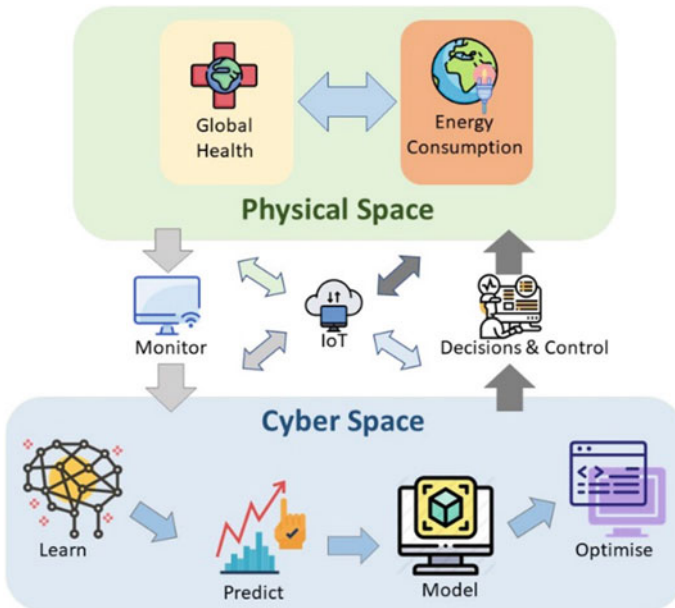 Global
Health
Energy
Consumption
Physical Space
Monitor
IoT
Decisions & Control
Cyber Space
Learn
Predict
Model
Optimise